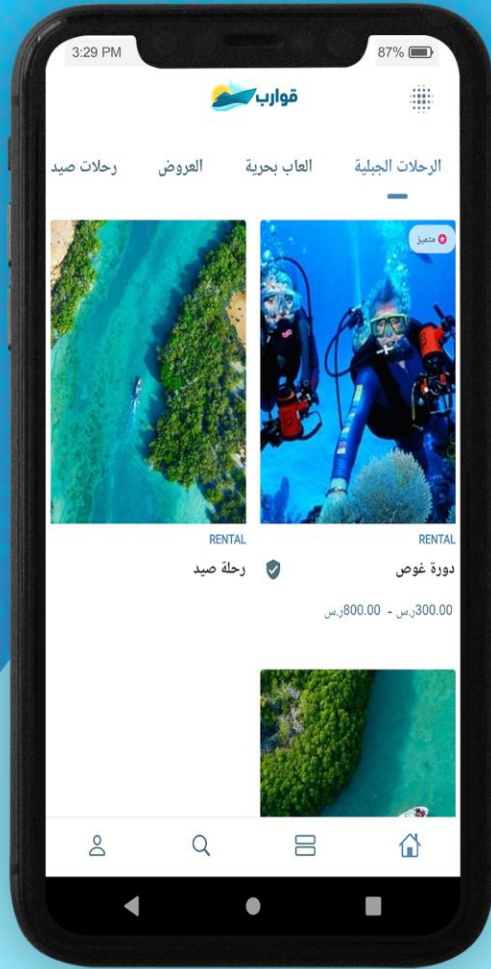 3:29 PM
87%
قوارب
الرحلات الجبلية
العاب بحرية
العروض
رحلات صيد
متميز
RENTAL
دورة غوص
300.00ر.س - 800.00ر.س
RENTAL
رحلة صيد